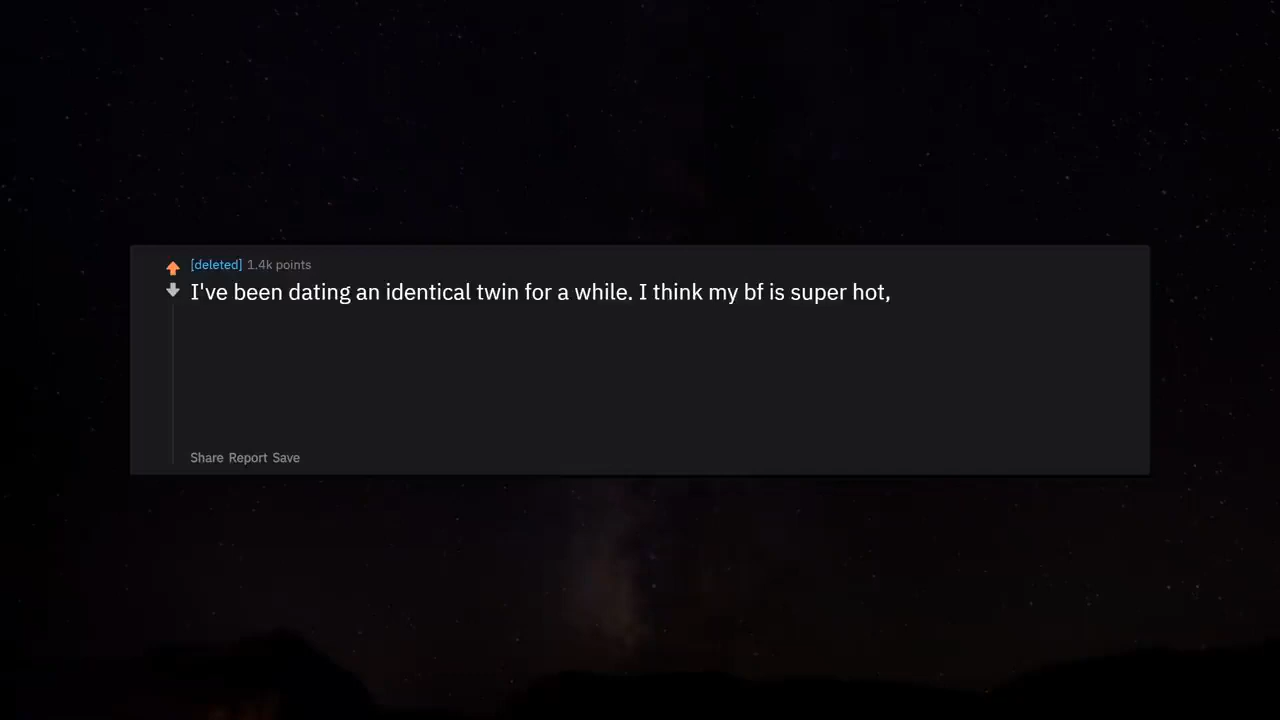 [deleted] 1.4k points
I've been dating an identical twin for a while. I think my bf is super hot,
Share Report Save